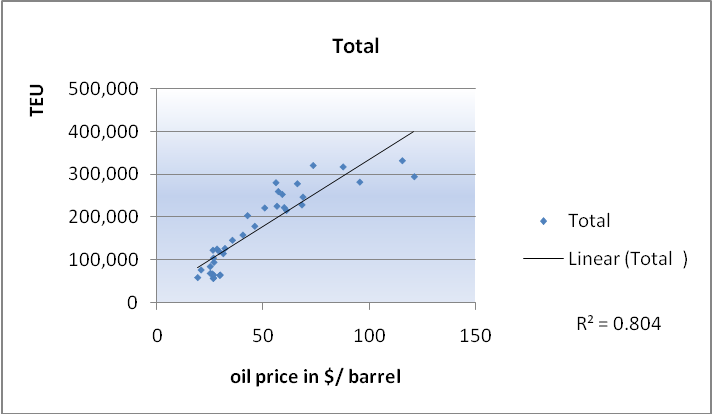 Total
TEU
500,000
400,000
300,000
200,000
100,000
0
0 50 100 150
oil price in $/ barrel
Total
Linear (Total )
R² = 0.804